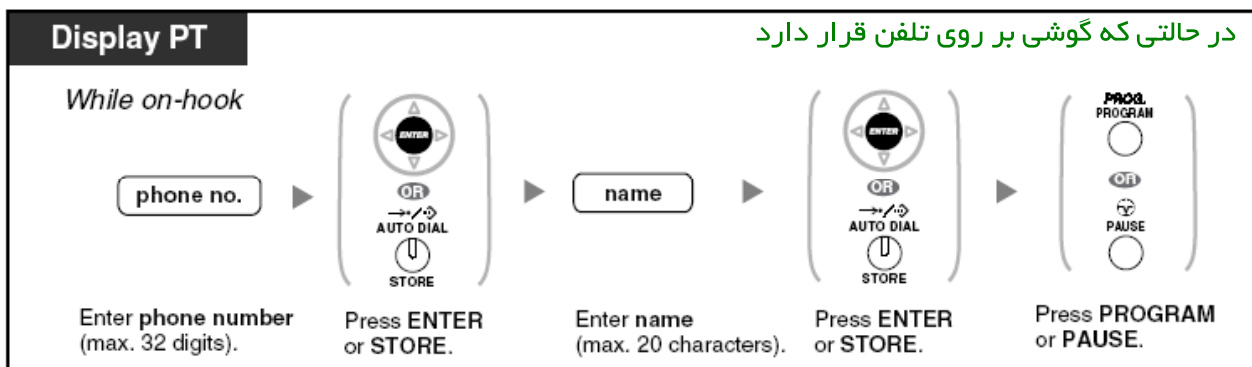 Display PT
در حالتی که گوشی بر روی تلفن قرار دارد
While on-hook
phone no.
ENTER
OR
AUTO DIAL
STORE
name
ENTER
OR
AUTO DIAL
STORE
PROG.
PROGRAM
OR
PAUSE
Enter phone number
(max. 32 digits).
Press ENTER
or STORE.
Enter name
(max. 20 characters).
Press ENTER
or STORE.
Press PROGRAM
or PAUSE.